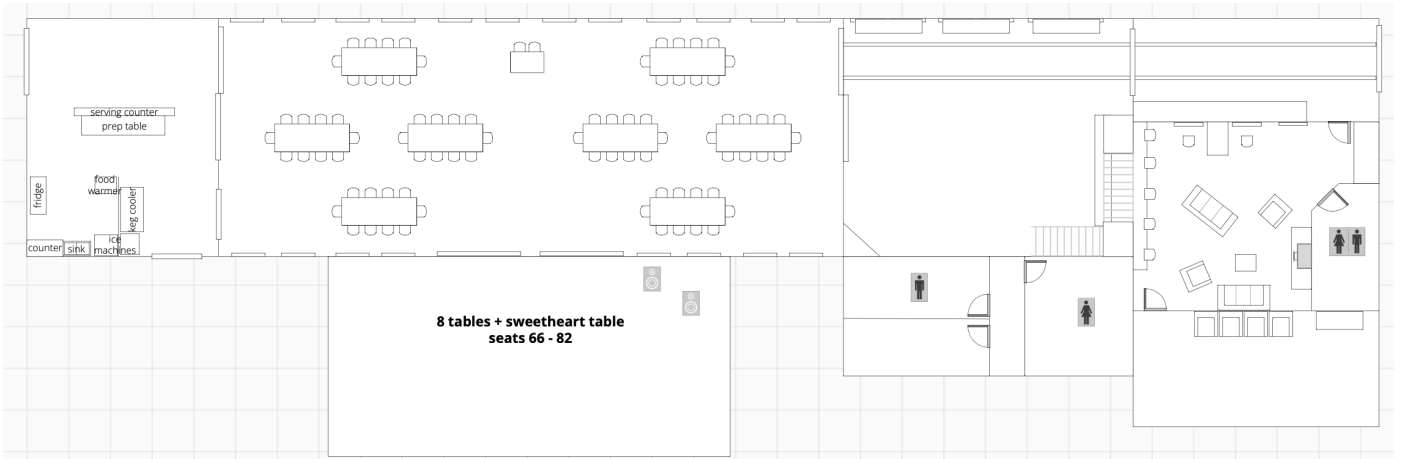 serving counter
prep table
fridge
food
warmer
keg cooler
counter
sink
ice
machines
8 tables + sweetheart table
seats 66 - 82